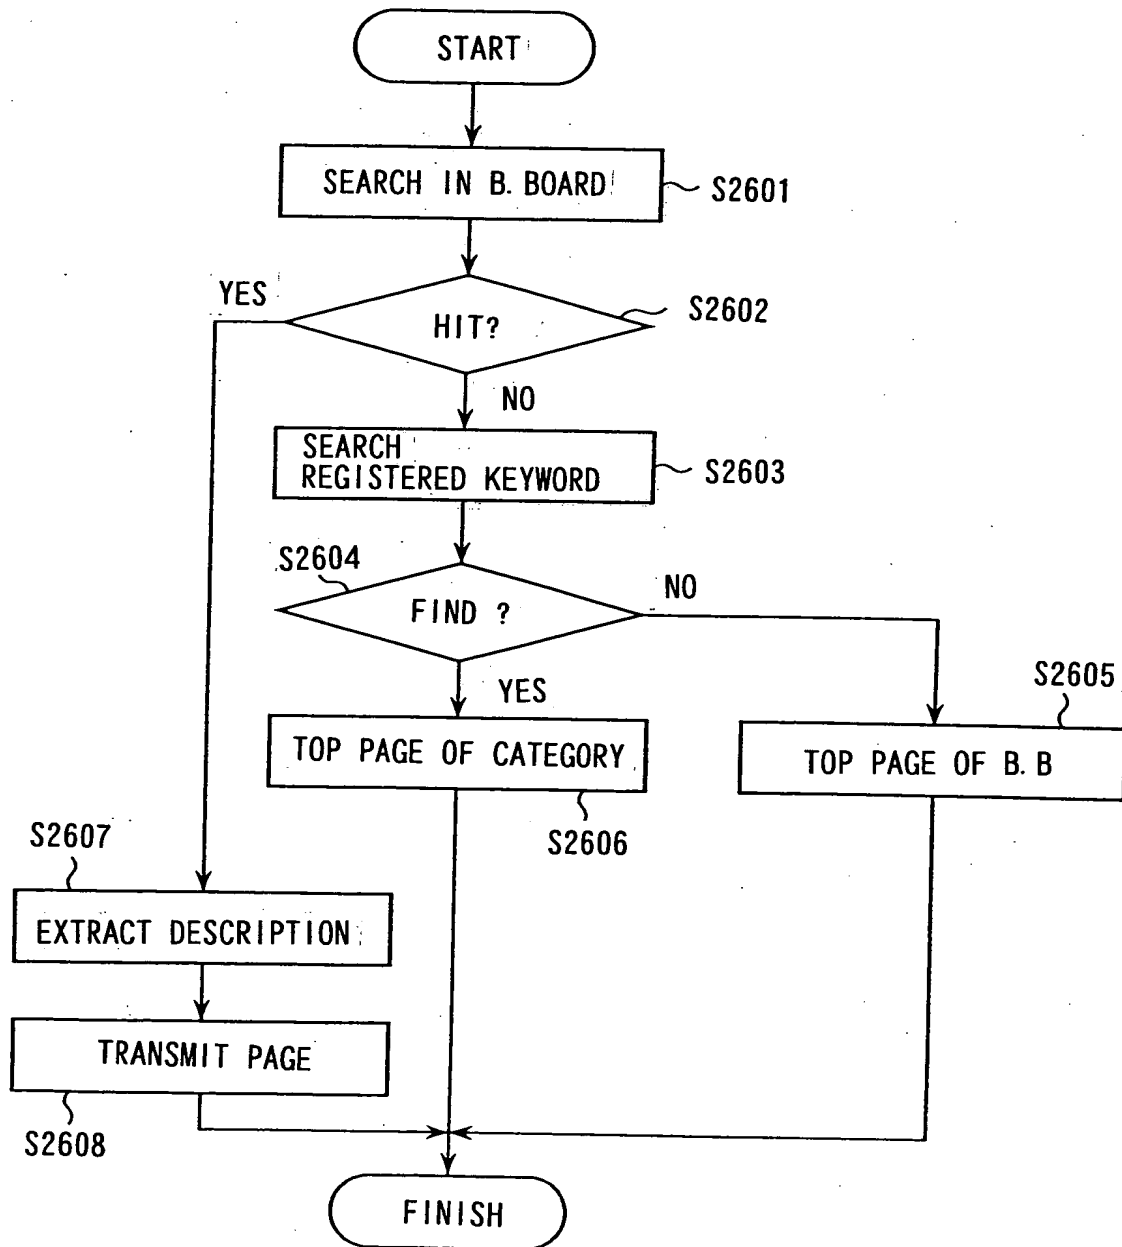 START
SEARCH IN B. BOARD
S2601
YES
HIT?
S2602
NO
SEARCH
REGISTERED KEYWORD
S2603
S2604
FIND ?
NO
YES
S2605
TOP PAGE OF CATEGORY
TOP PAGE OF B. B
S2606
S2607
EXTRACT DESCRIPTION
TRANSMIT PAGE
S2608
FINISH